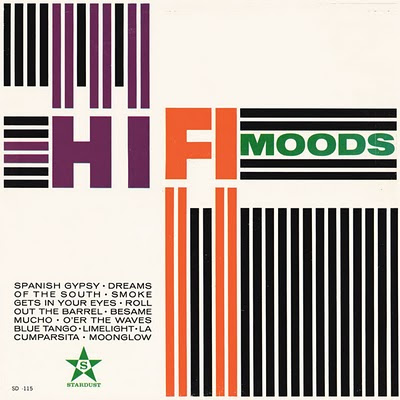 HI FI MOODS
SPANISH GYPSY • DREAMS
OF THE SOUTH • SMOKE
GETS IN YOUR EYES • ROLL
OUT THE BARREL • BESAME
MUCHO • O'ER THE WAVES
BLUE TANGO • LIMELIGHT • LA
CUMPARSITA • MOONGLOW
S
STARDUST
SD -115